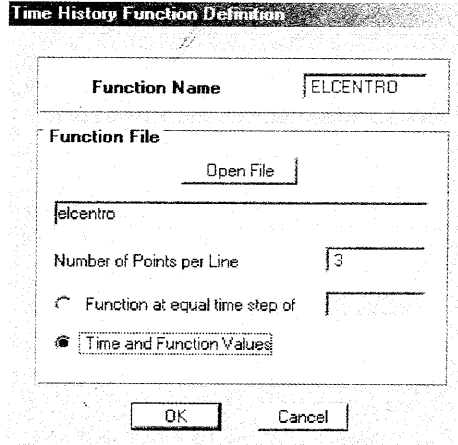 Time History Function Definition
Function Name ELCENTRO
Function File
Open File
elcentro
Number of Points per Line 3
Function at equal time step of
Time and Function Values
OK Cancel